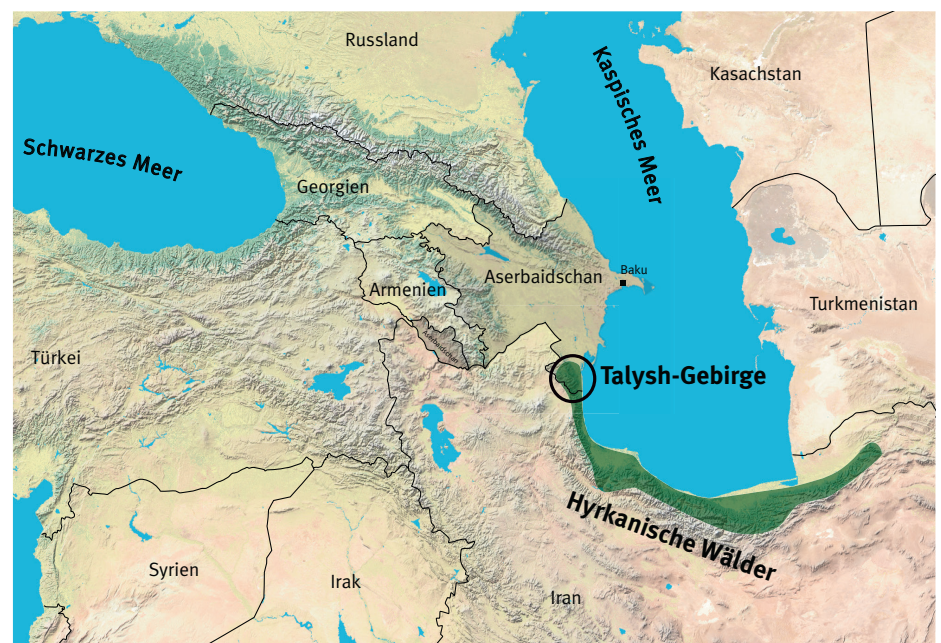 Russland
Kaspisches Meer
Kasachstan
Schwarzes Meer
Georgien
Aserbaidschan
Baku
Armenien
Turkmenistan
Türkei
Talysh-Gebirge
Hyrkanische Wälder
Syrien
Irak
Iran